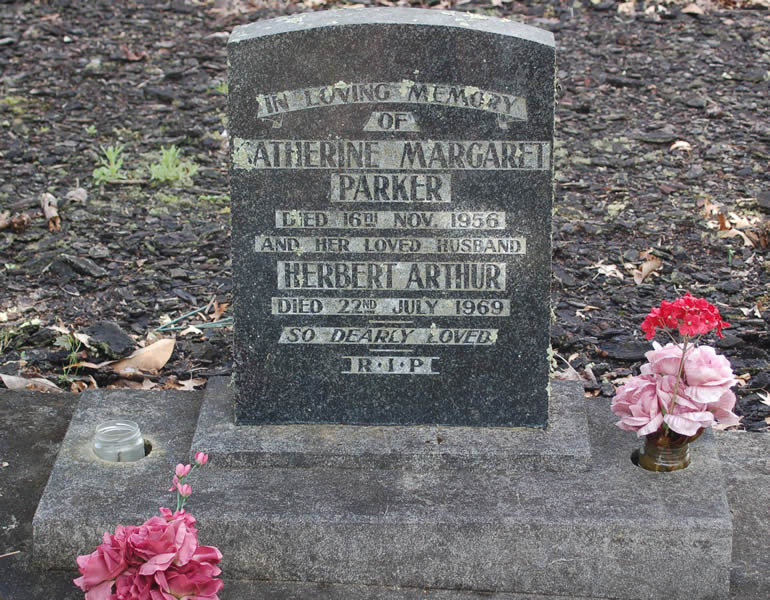 IN LOVING MEMORY
OF
CATHERINE MARGARET
PARKER
DIED 16TH NOV. 1956
AND HER LOVED HUSBAND
HERBERT ARTHUR
DIED 22ND JULY 1969
SO DEARLY LOVED
R·I·P